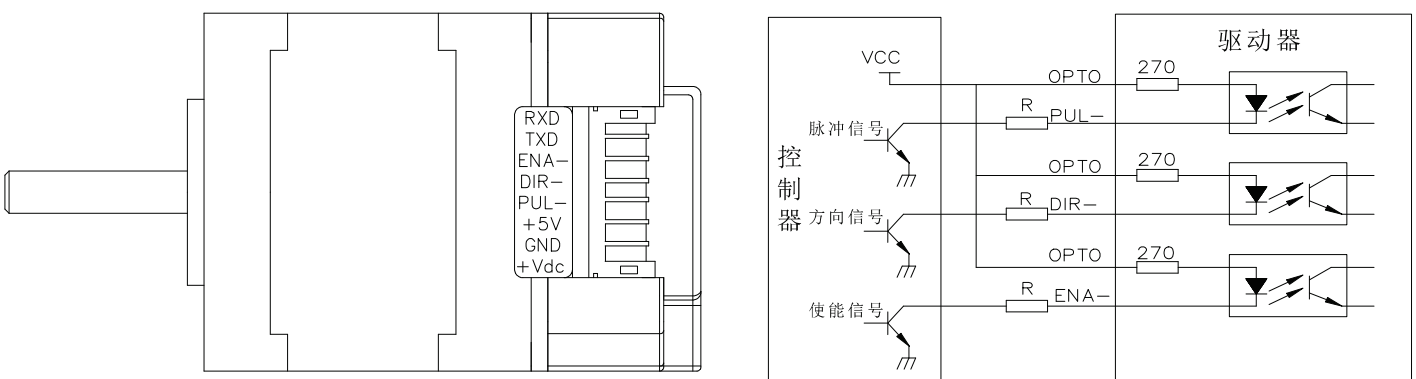 RXD
TXD
ENA-
DIR-
PUL-
+5V
GND
+Vdc
控制器
VCC
脉冲信号
方向信号
使能信号
驱动器
OPTO
270
R
PUL-
OPTO
270
R
DIR-
OPTO
270
R
ENA-